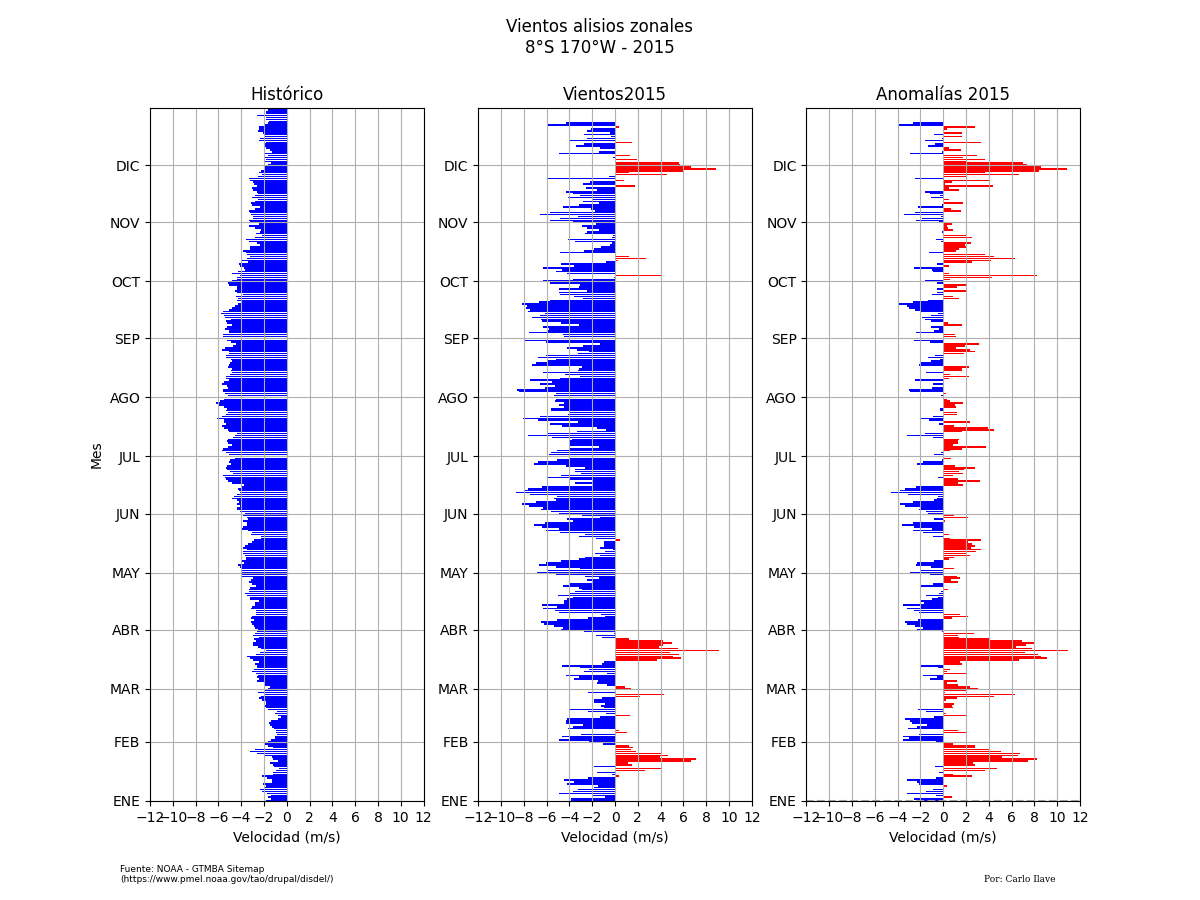 Vientos alisios zonales
8°S 170°W - 2015
Histórico
Vientos2015
Anomalías 2015
Mes
DIC
NOV
OCT
SEP
AGO
JUL
JUN
MAY
ABR
MAR
FEB
ENE
−12 −10 −8 −6 −4 −2 0 2 4 6 8 10 12
Velocidad (m/s)
DIC
NOV
OCT
SEP
AGO
JUL
JUN
MAY
ABR
MAR
FEB
ENE
−12 −10 −8 −6 −4 −2 0 2 4 6 8 10 12
Velocidad (m/s)
DIC
NOV
OCT
SEP
AGO
JUL
JUN
MAY
ABR
MAR
FEB
ENE
−12 −10 −8 −6 −4 −2 0 2 4 6 8 10 12
Velocidad (m/s)
Fuente: NOAA - GTMBA Sitemap
(https://www.pmel.noaa.gov/tao/drupal/disdel/)
Por: Carlo Ilave